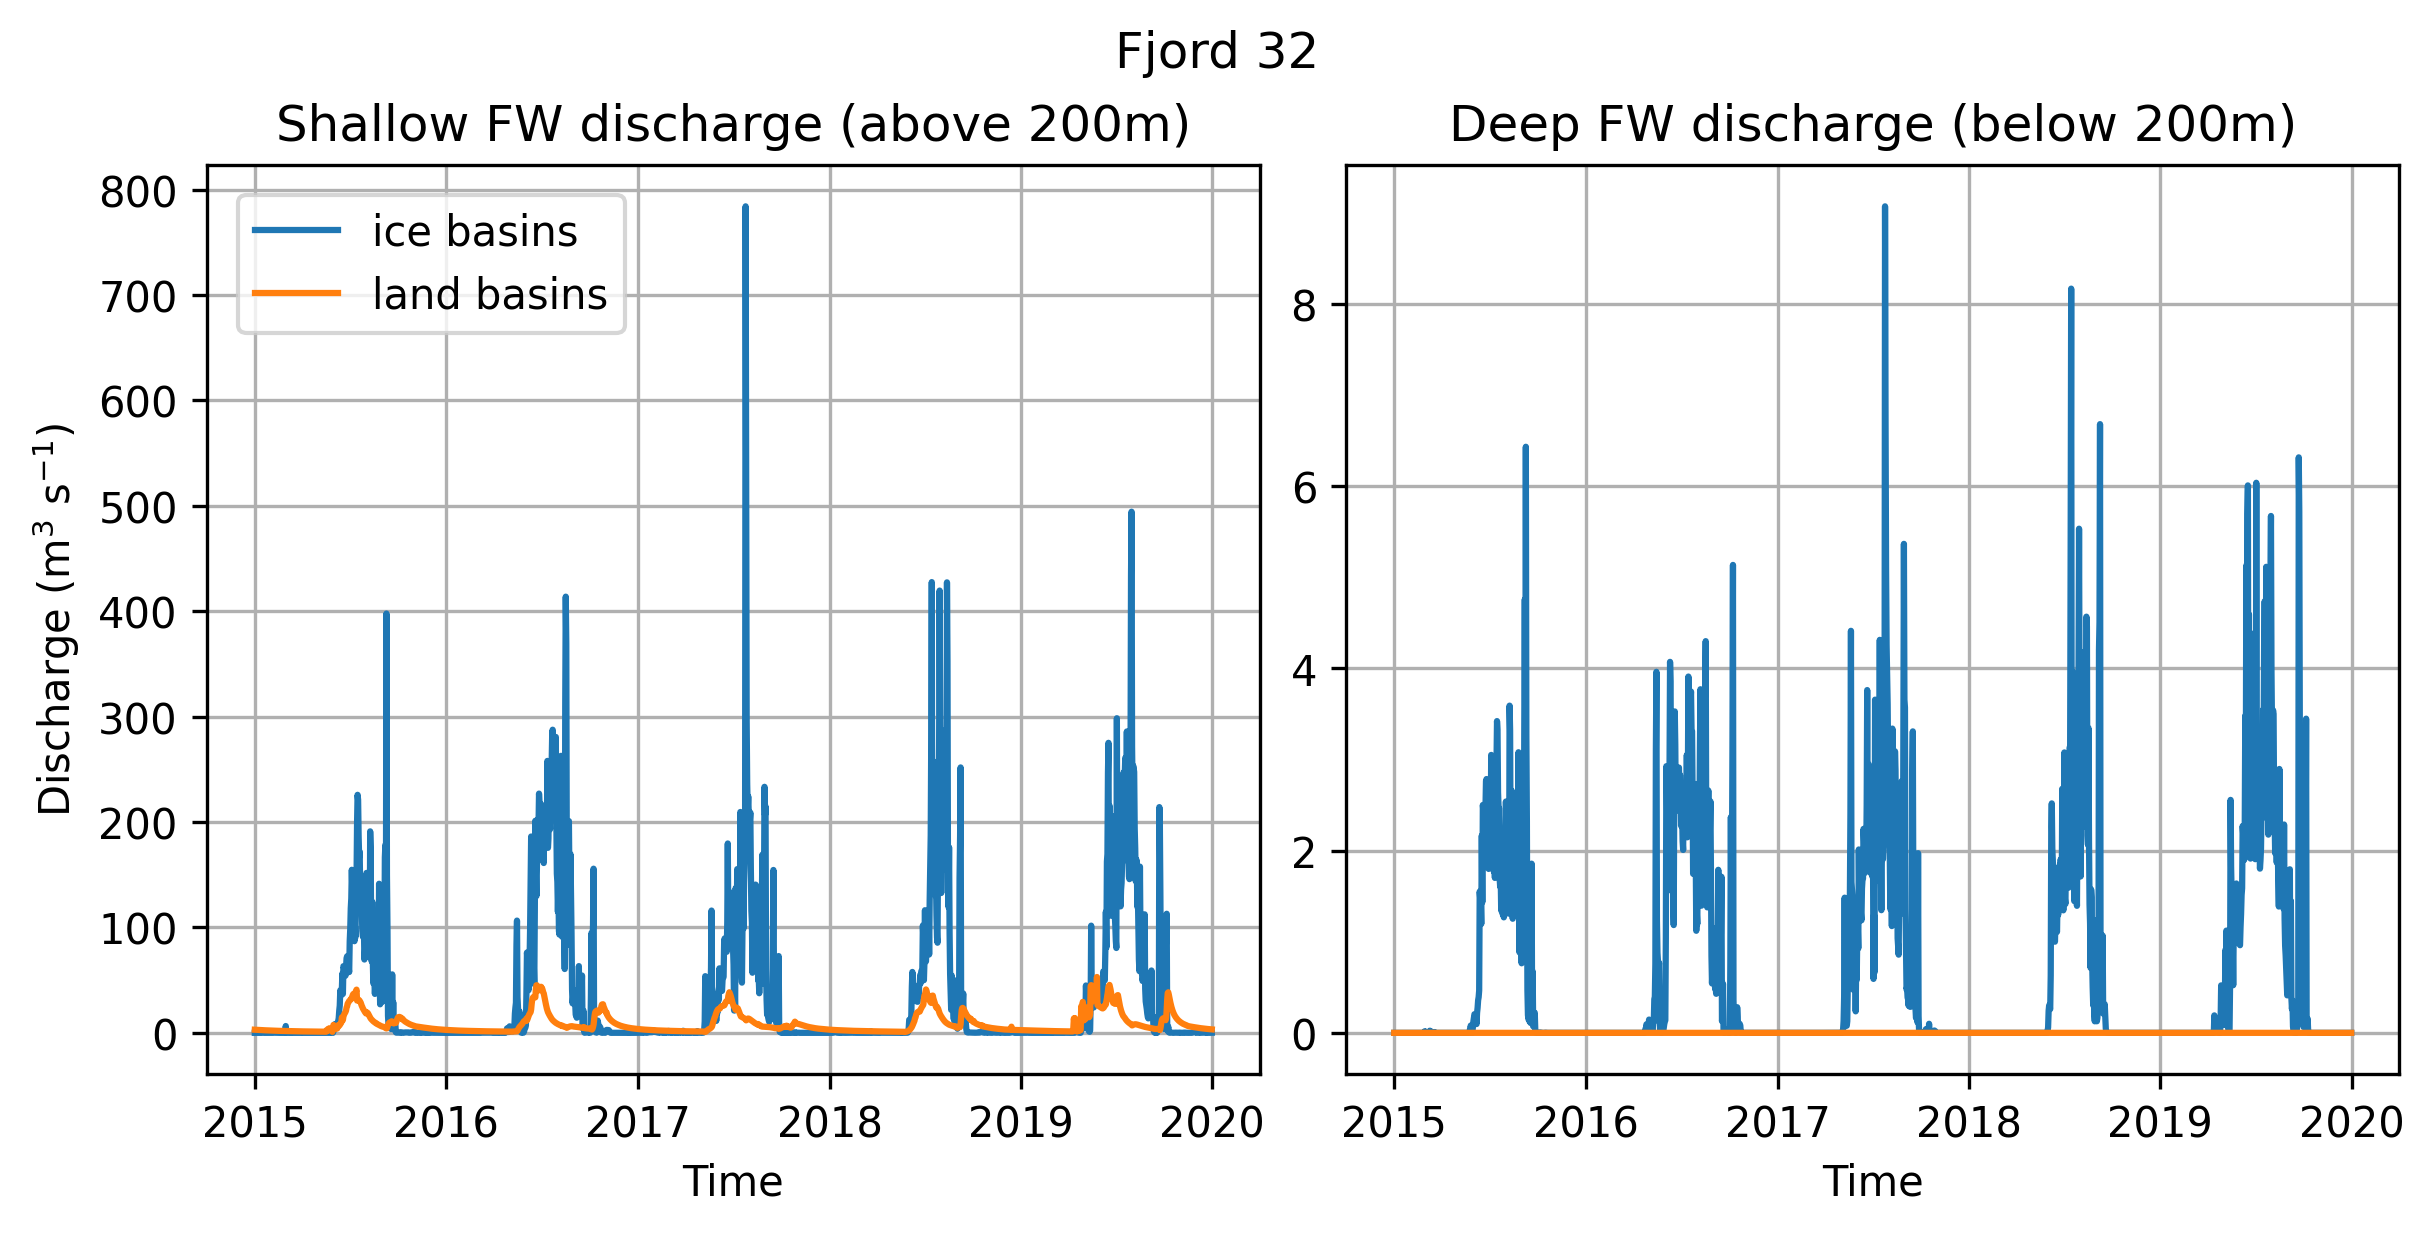 Fjord 32
Shallow FW discharge (above 200m)
800
700
600
500
400
300
200
100
0
Discharge (m³ s⁻¹)
ice basins
land basins
2015 2016 2017 2018 2019 2020
Time
Deep FW discharge (below 200m)
8
6
4
2
0
2015 2016 2017 2018 2019 2020
Time